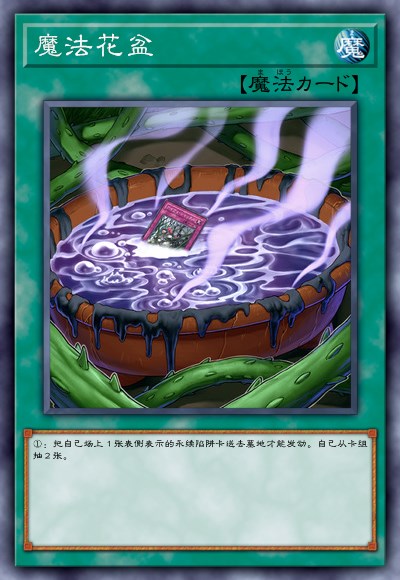 魔法花盆
魔
【魔法カード】
まほう
①：把自己场上１张表侧表示的永续陷阱卡送去墓地才能发动。自己从卡组
抽２张。